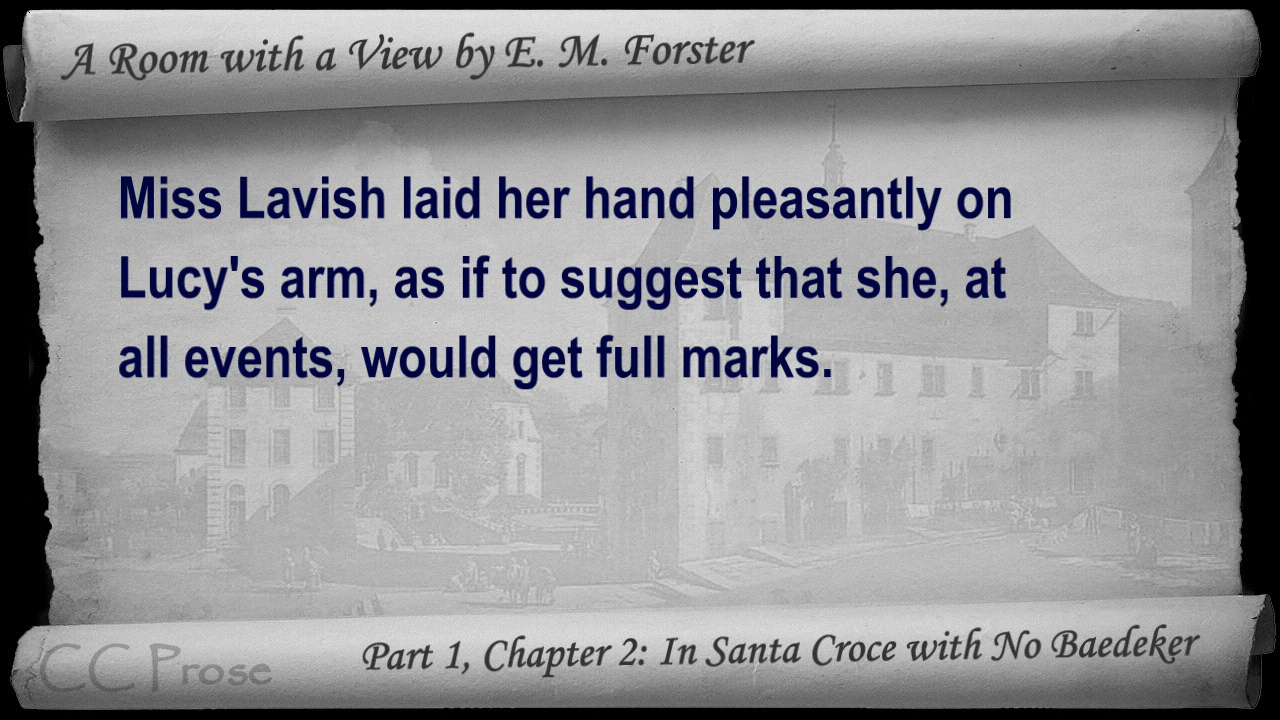 A Room with a View by E. M. Forster
Miss Lavish laid her hand pleasantly on
Lucy's arm, as if to suggest that she, at
all events, would get full marks.
Part 1, Chapter 2: In Santa Croce with No Baedeker
CC Prose